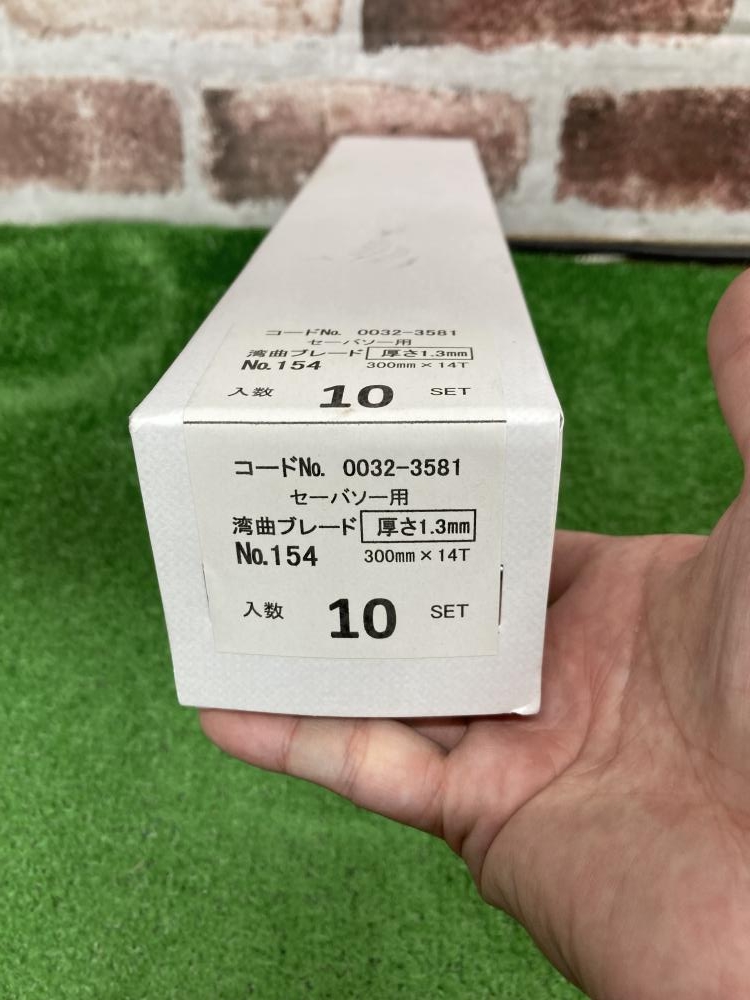 コードNo. 0032-3581
セーバソー用
湾曲ブレード 厚さ1.3mm
No.154 300mm×14T
入数 10 SET
コードNo. 0032-3581
セーバソー用
湾曲ブレード 厚さ1.3mm
No.154 300mm×14T
入数 10 SET